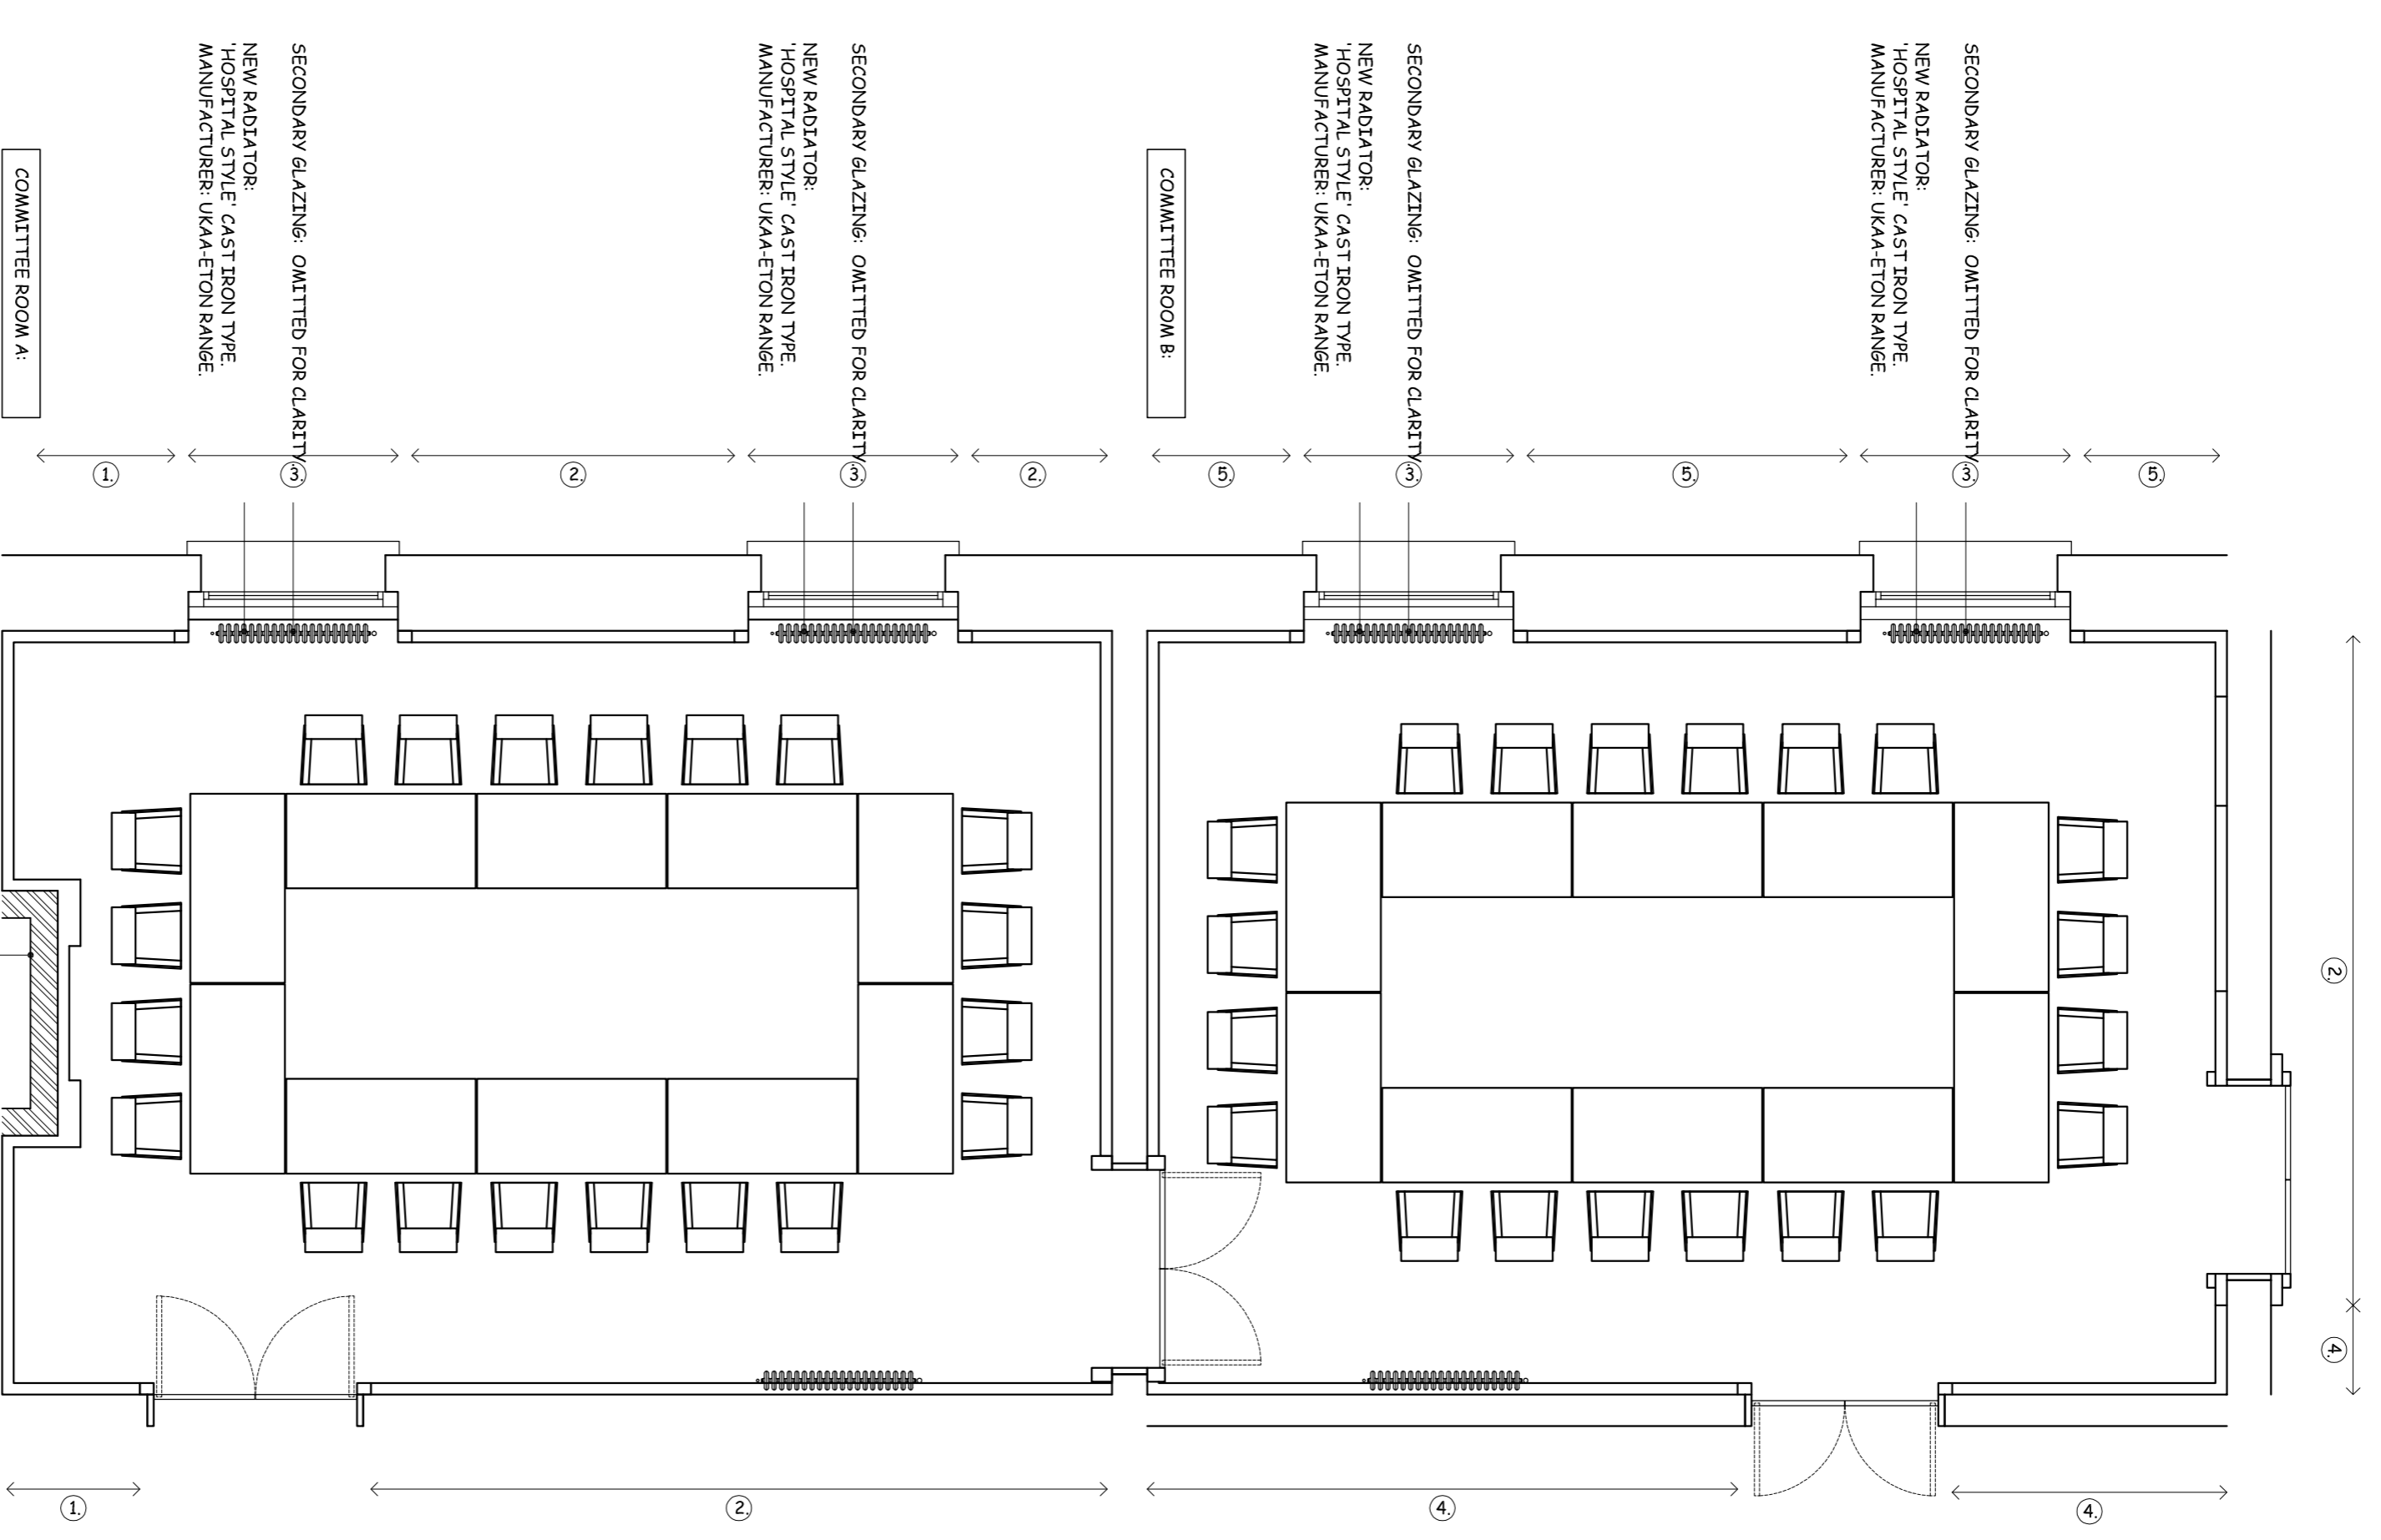 COMMITTEE ROOM A:
NEW RADIATOR:
'HOSPITAL STYLE' CAST IRON TYPE.
MANUFACTURER: UKAA-ETON RANGE.
SECONDARY GLAZING: OMITTED FOR CLARITY.
NEW RADIATOR:
'HOSPITAL STYLE' CAST IRON TYPE.
MANUFACTURER: UKAA-ETON RANGE.
SECONDARY GLAZING: OMITTED FOR CLARITY.
COMMITTEE ROOM B:
NEW RADIATOR:
'HOSPITAL STYLE' CAST IRON TYPE.
MANUFACTURER: UKAA-ETON RANGE.
SECONDARY GLAZING: OMITTED FOR CLARITY.
NEW RADIATOR:
'HOSPITAL STYLE' CAST IRON TYPE.
MANUFACTURER: UKAA-ETON RANGE.
SECONDARY GLAZING: OMITTED FOR CLARITY.
1.
3.
2.
3.
2.
5.
3.
5.
3.
5.
2.
4.
1.
2.
4.
4.